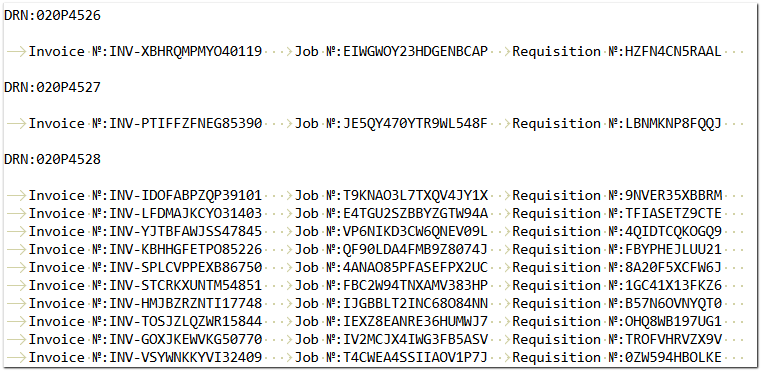 DRN:020P4526
Invoice №:INV-XBHRQMPMYO40119 Job №:EIWGWOY23HDGENBCAP Requisition №:HZFN4CN5RAAL
DRN:020P4527
Invoice №:INV-PTIFFZFNEG85390 Job №:JE5QY470YTR9WL548F Requisition №:LBNMKNP8FQQJ
DRN:020P4528
Invoice №:INV-IDOFABPZQP39101 Job №:T9KNAO3L7TXQV4JY1X Requisition №:9NVER35XBBRM
Invoice №:INV-LFDMAJKCYO31403 Job №:E4TGU2SZBBYZGTW94A Requisition №:TFIASETZ9CTE
Invoice №:INV-YJTBFAWJSS47845 Job №:VP6NIKD3CW6QNEV09L Requisition №:4QIDTCQKOGQ9
Invoice №:INV-KBHHGFETPO85226 Job №:QF90LDA4FMB9Z8074J Requisition №:FBYPHEJLUU21
Invoice №:INV-SPLCVPPEXB86750 Job №:4ANAO85PFASEFPX2UC Requisition №:8A20F5XCFW6J
Invoice №:INV-STCRKXUNTM54851 Job №:FBC2W94TNXAMV383HP Requisition №:1GC41X13FKZ6
Invoice №:INV-HMJBZRZNTI17748 Job №:IJGBBLT2INC68O84NN Requisition №:B57N6OVNYQT0
Invoice №:INV-TOSJZLQZWR15844 Job №:IEXZ8EANRE36HUMWJ7 Requisition №:OHQ8WB197UG1
Invoice №:INV-GOXJKEWVKG50770 Job №:IV2MCJX4IWG3FB5ASV Requisition №:TROFVHRVZX9V
Invoice №:INV-VSYWNKKYVI32409 Job №:T4CWEA4SSIIAOV1P7J Requisition №:0ZW594HBOLKE